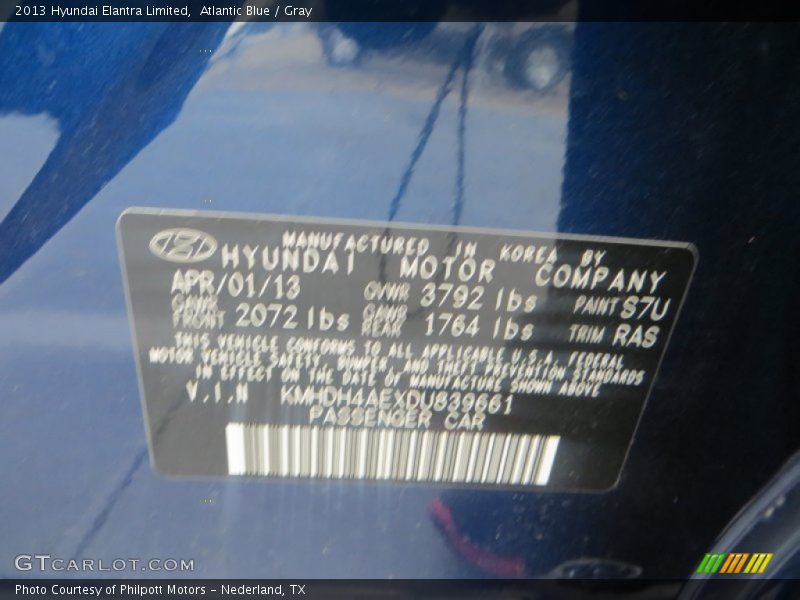 2013 Hyundai Elantra Limited, Atlantic Blue / Gray
MANUFACTURED IN KOREA BY
HYUNDAI MOTOR COMPANY
APR/01/13 GVWR 3792 lbs PAINT S7U
GAWR FRONT 2072 lbs GAWR REAR 1764 lbs TRIM RAS
THIS VEHICLE CONFORMS TO ALL APPLICABLE U.S.A. FEDERAL
MOTOR VEHICLE SAFETY, BUMPER, AND THEFT PREVENTION STANDARDS
IN EFFECT ON THE DATE OF MANUFACTURE SHOWN ABOVE
V.I.N KMHDH4AEXDU839661
PASSENGER CAR
GTCARLOT.COM
Photo Courtesy of Philpott Motors - Nederland, TX